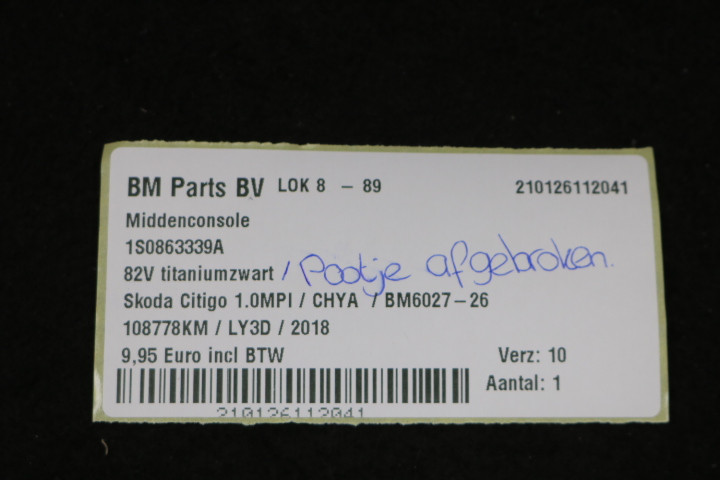 BM Parts BV LOK 8 - 89 210126112041
Middenconsole
1S0863339A
82V titaniumzwart / Pootje afgebroken.
Skoda Citigo 1.0MPI / CHYA / BM6027-26
108778KM / LY3D / 2018
9,95 Euro incl BTW Verz: 10
Aantal: 1
210126112041